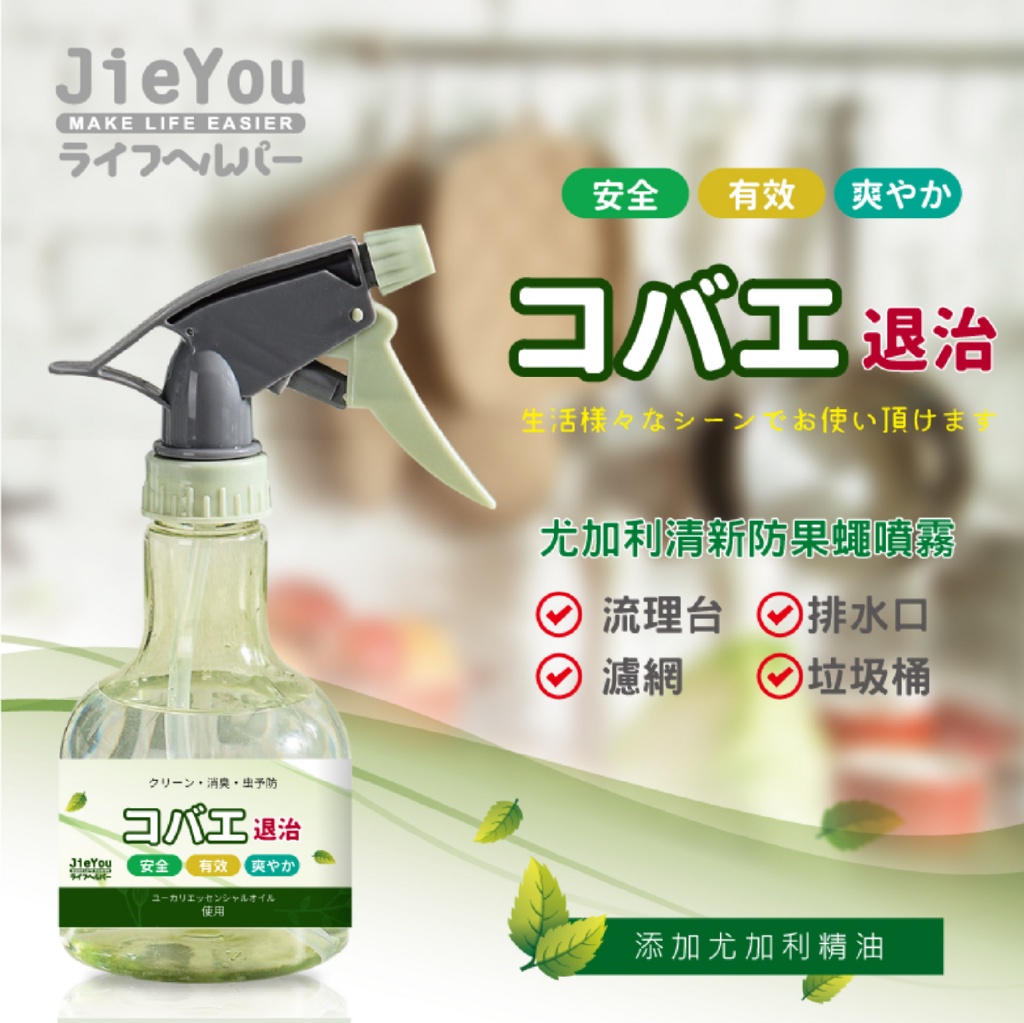 JieYou
MAKE LIFE EASIER
ライフヘルパー
安全 有効 爽やか
コバエ 退治
生活様々なシーンでお使い頂けます
尤加利清新防果蠅噴霧
流理台 排水口
濾網 垃圾桶
クリーン・消臭・虫予防
コバエ 退治
JieYou
ライフヘルパー
安全 有效 爽やか
ユーカリエッセンシャルオイル
使用
添加尤加利精油